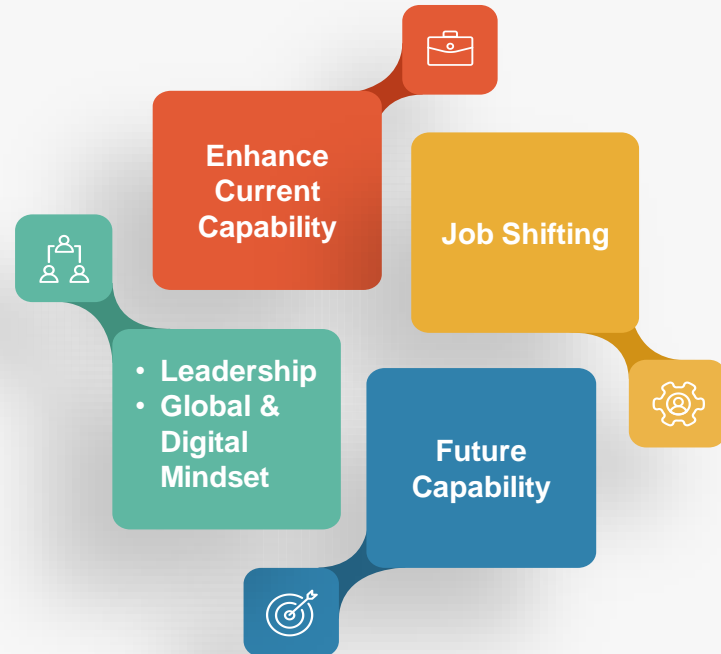 Enhance
Current
Capability
Job Shifting
• Leadership
• Global &
Digital
Mindset
Future
Capability